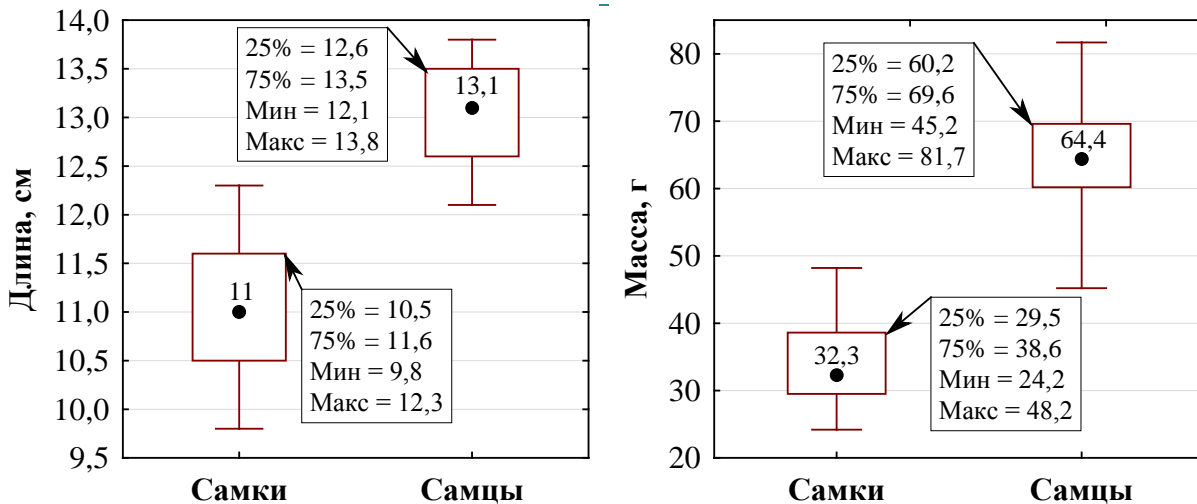 Длина, см
14,0
13,5
13,0
12,5
12,0
11,5
11,0
10,5
10,0
9,5
25% = 12,6
75% = 13,5
Мин = 12,1
Макс = 13,8
13,1
11
25% = 10,5
75% = 11,6
Мин = 9,8
Макс = 12,3
Самки
Самцы
Масса, г
80
70
60
50
40
30
20
25% = 60,2
75% = 69,6
Мин = 45,2
Макс = 81,7
64,4
32,3
25% = 29,5
75% = 38,6
Мин = 24,2
Макс = 48,2
Самки
Самцы